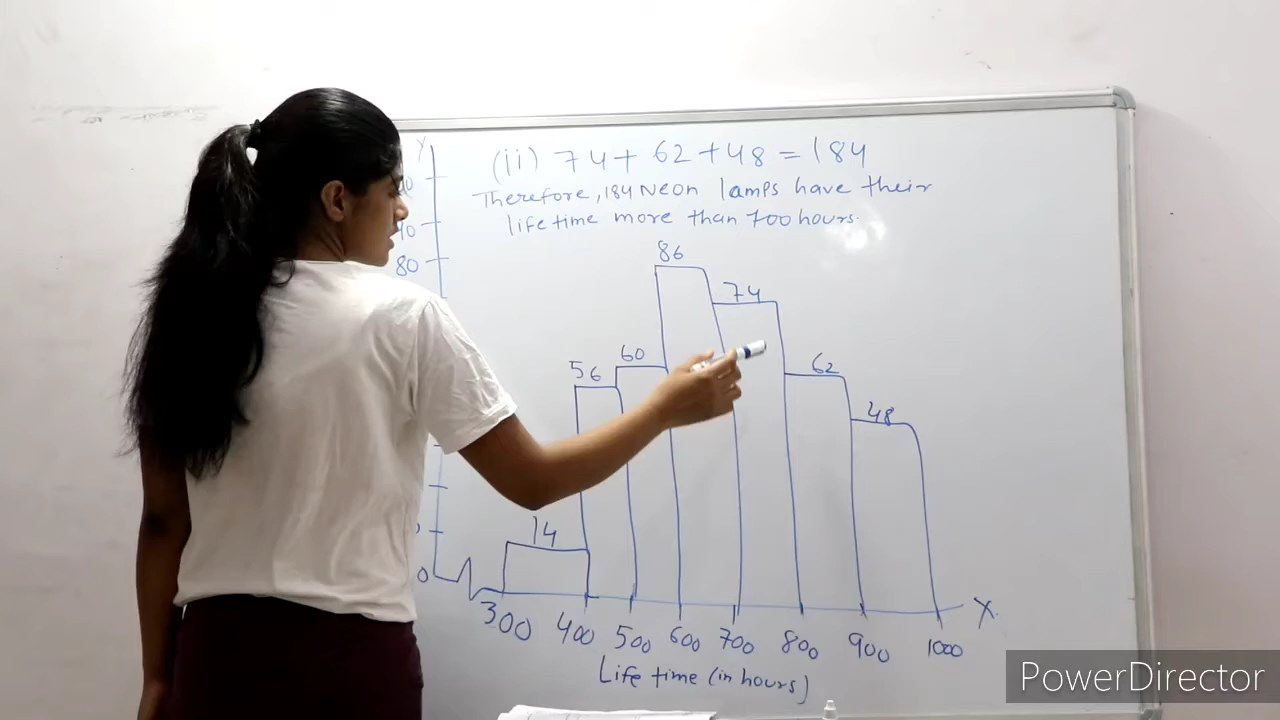 Y
(ii) 74+ 62 +48 = 184
Therefore, 184 Neon lamps have their
life time more than 700 hours.
80
86
74
60
62
56
48
14
0
300 400 500 600 700 800 900 1000 X
Life time (in hours)
PowerDirector